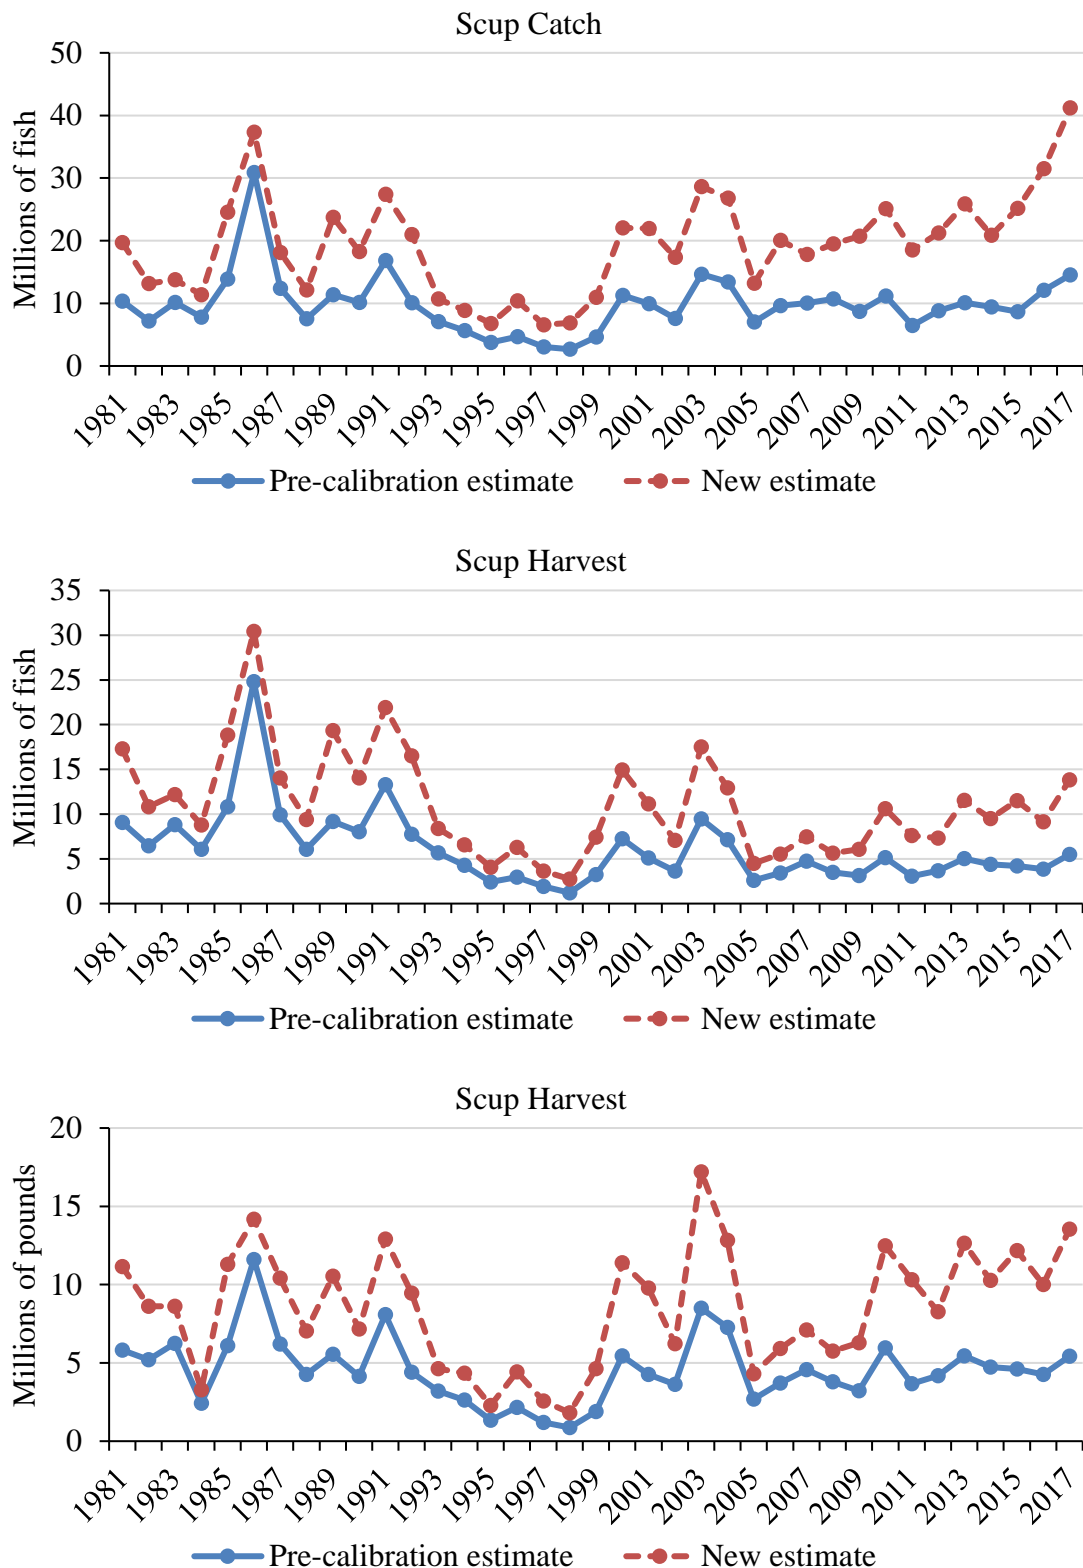 Scup Catch
Millions of fish
50
40
30
20
10
0
1981 1983 1985 1987 1989 1991 1993 1995 1997 1999 2001 2003 2005 2007 2009 2011 2013 2015 2017
Pre-calibration estimate New estimate
Scup Harvest
Millions of fish
35
30
25
20
15
10
5
0
1981 1983 1985 1987 1989 1991 1993 1995 1997 1999 2001 2003 2005 2007 2009 2011 2013 2015 2017
Pre-calibration estimate New estimate
Scup Harvest
Millions of pounds
20
15
10
5
0
1981 1983 1985 1987 1989 1991 1993 1995 1997 1999 2001 2003 2005 2007 2009 2011 2013 2015 2017
Pre-calibration estimate New estimate